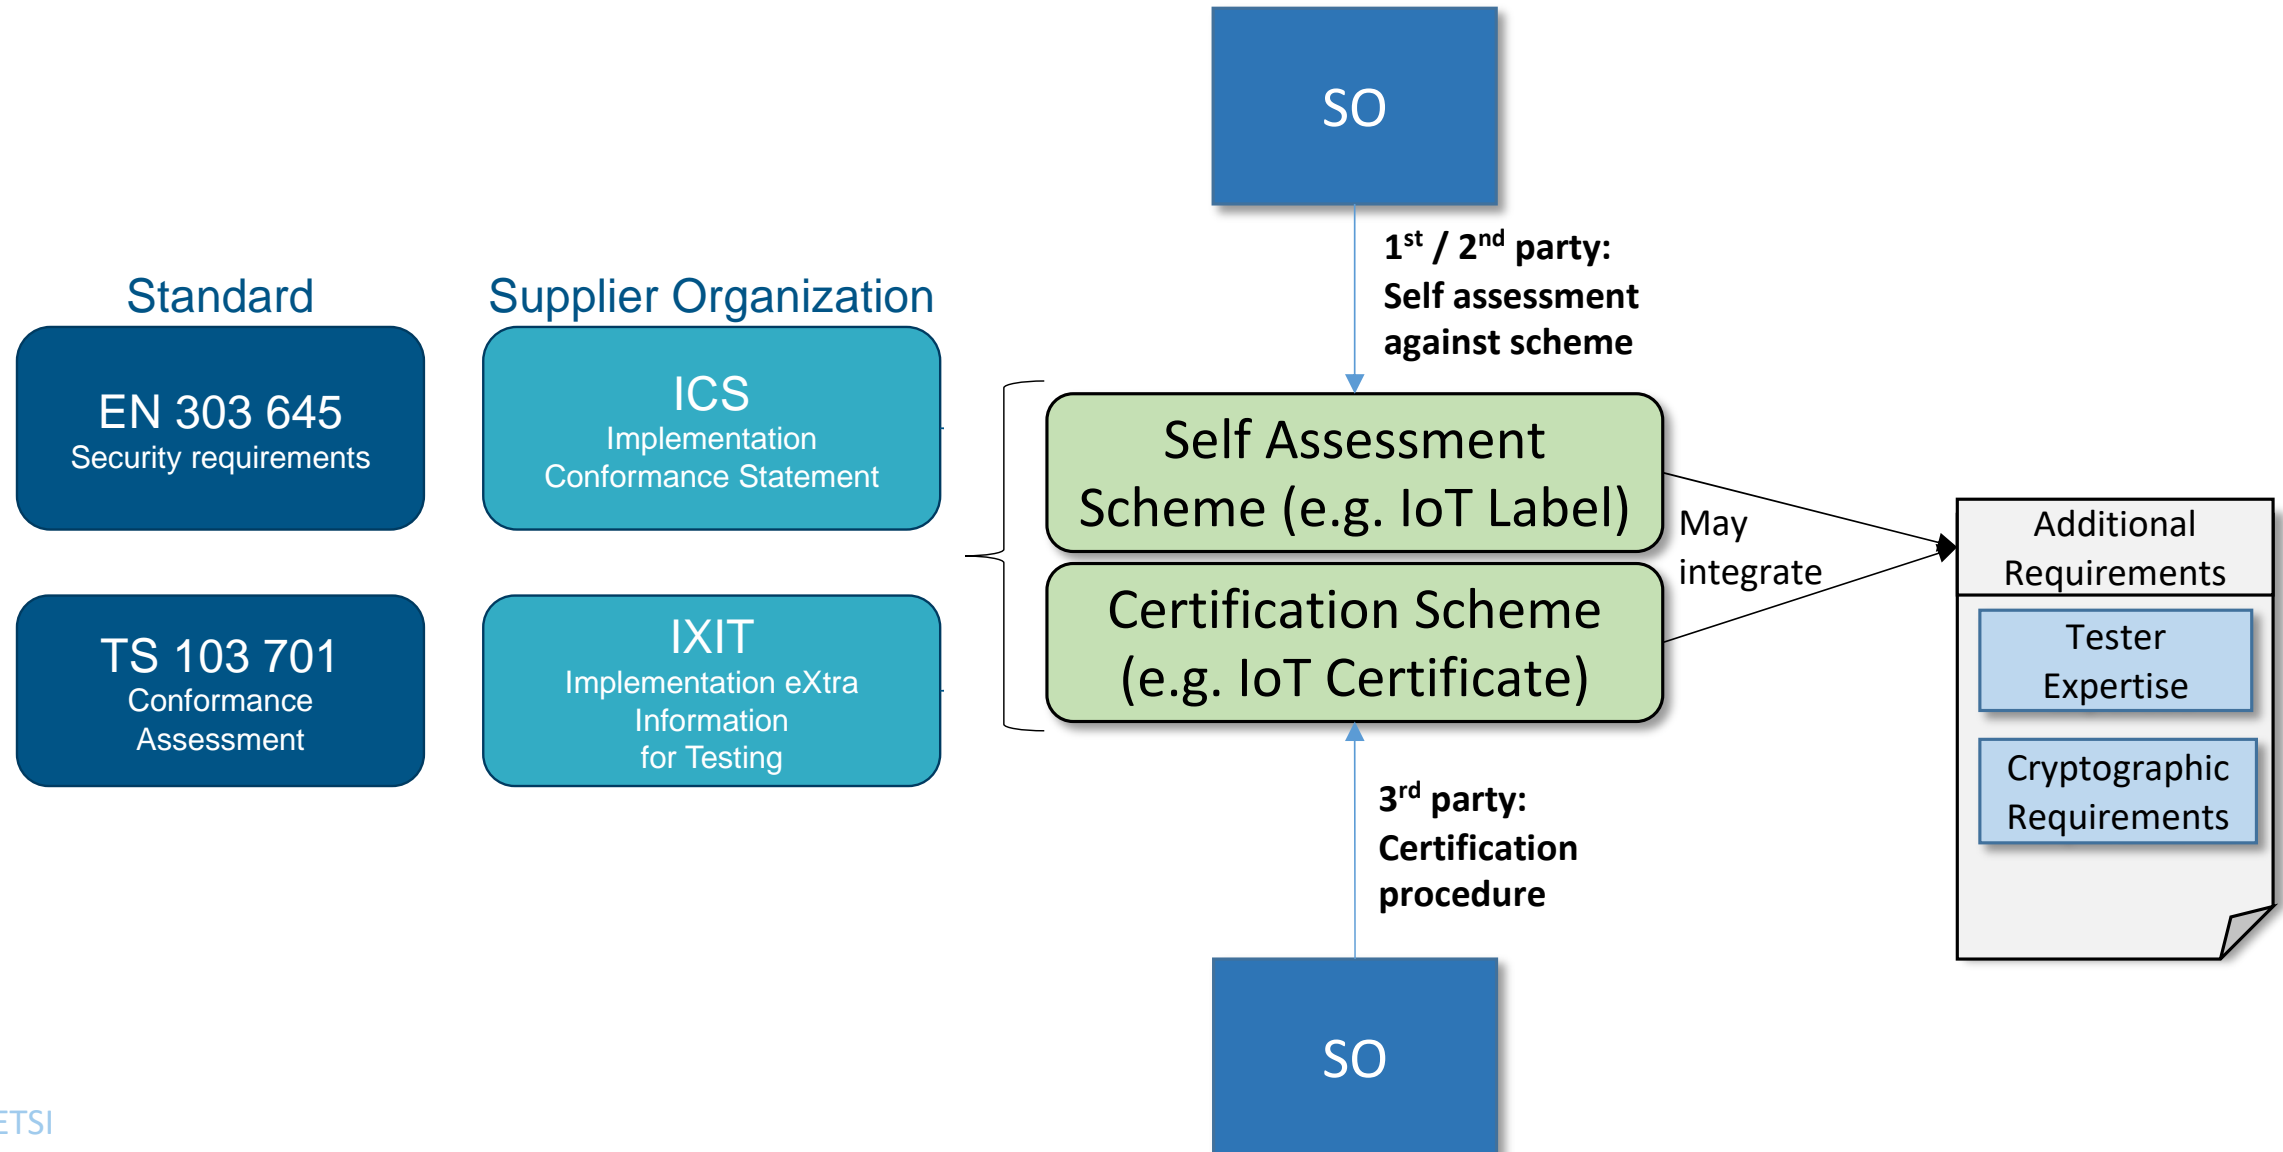 SO
1st / 2nd party:
Self assessment
against scheme
Standard
Supplier Organization
EN 303 645
Security requirements
ICS
Implementation
Conformance Statement
TS 103 701
Conformance
Assessment
IXIT
Implementation eXtra
Information
for Testing
Self Assessment
Scheme (e.g. IoT Label)
Certification Scheme
(e.g. IoT Certificate)
May
integrate
Additional
Requirements
Tester
Expertise
Cryptographic
Requirements
3rd party:
Certification
procedure
SO
ETSI